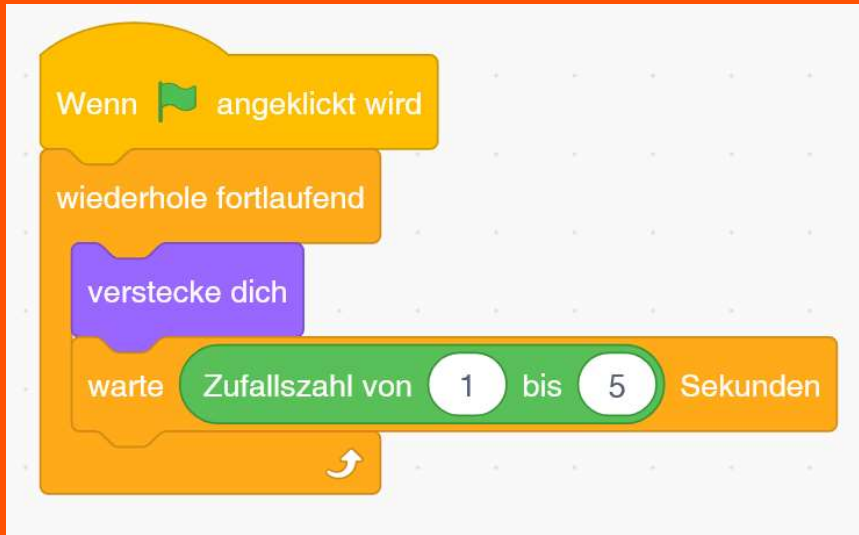 Wenn angeklickt wird
wiederhole fortlaufend
verstecke dich
warte Zufallszahl von 1 bis 5 Sekunden